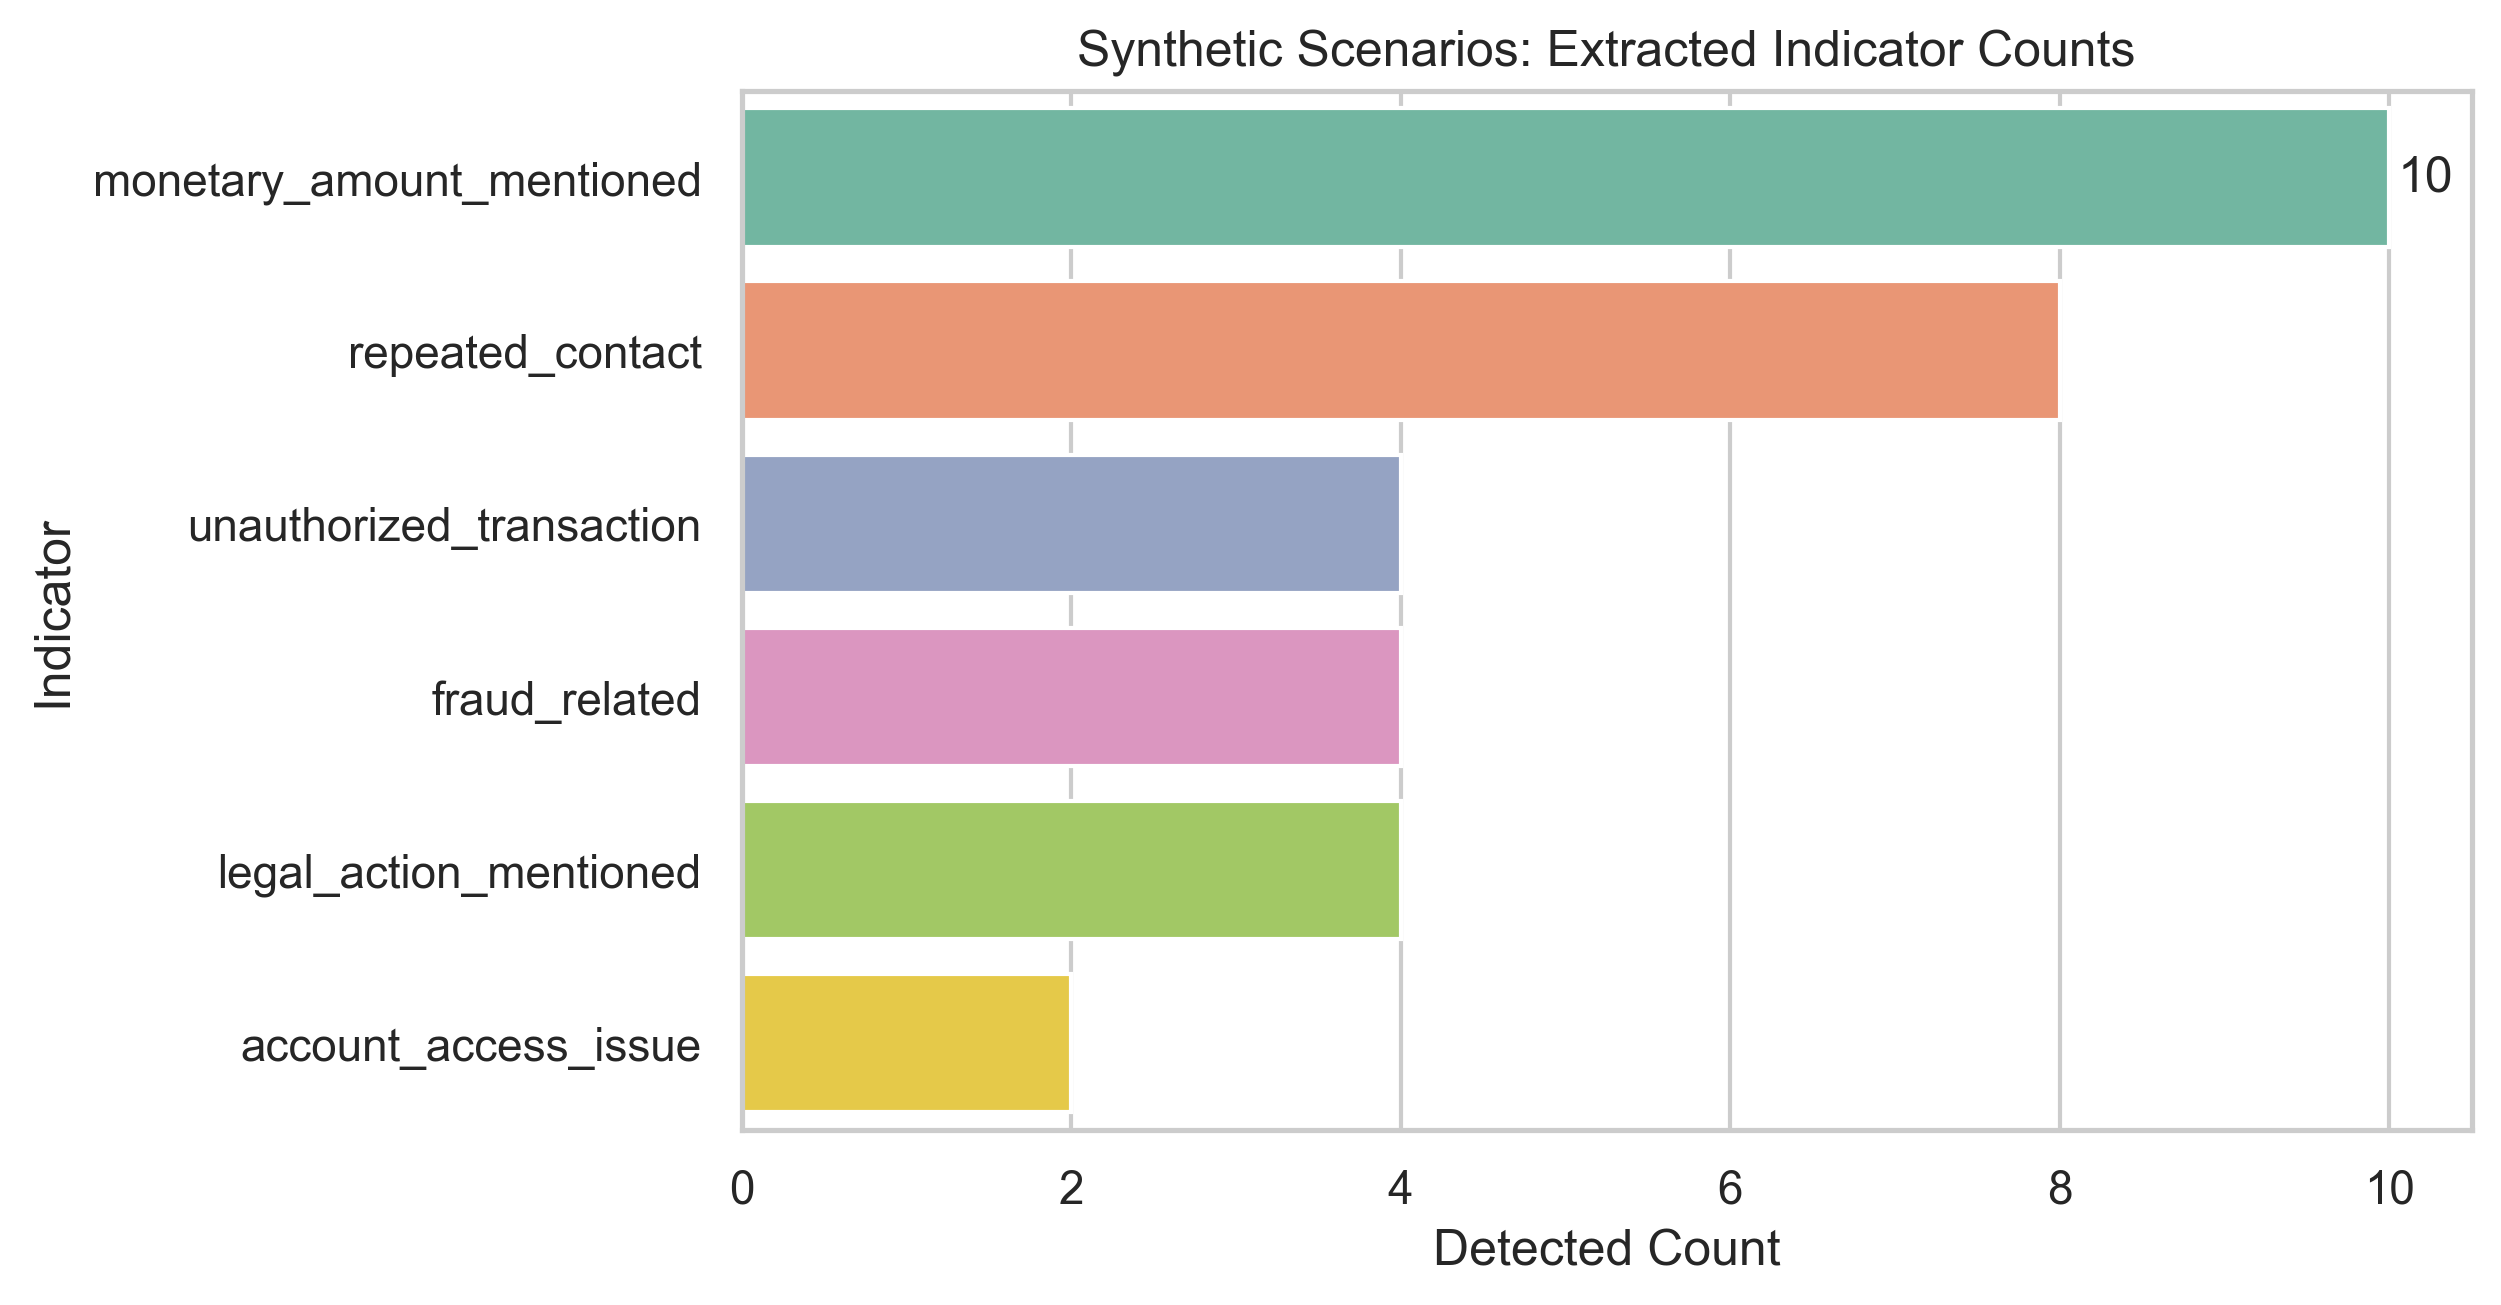 Synthetic Scenarios: Extracted Indicator Counts
monetary_amount_mentioned
10
repeated_contact
unauthorized_transaction
fraud_related
legal_action_mentioned
account_access_issue
Indicator
0 2 4 6 8 10
Detected Count